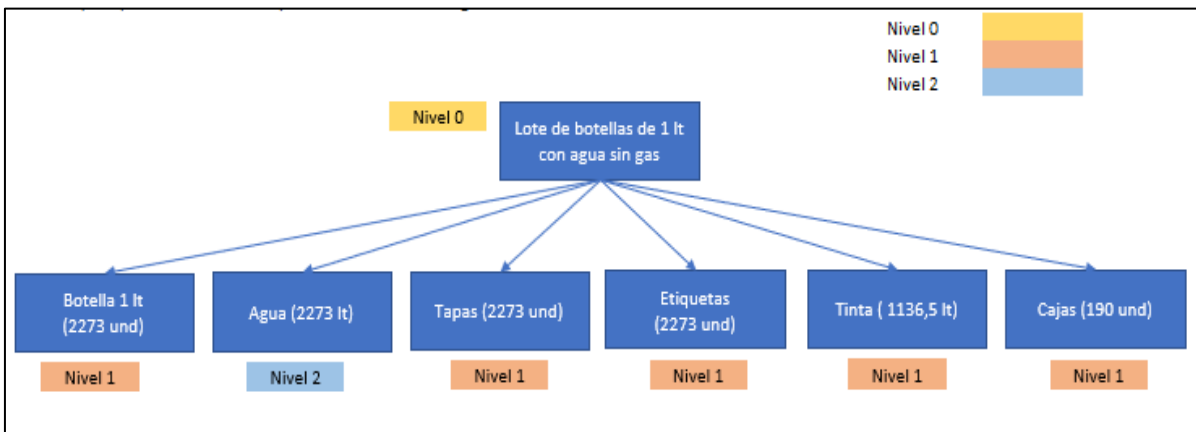 Nivel 0
Nivel 1
Nivel 2
Nivel 0
Lote de botellas de 1 lt
con agua sin gas
Botella 1 lt
(2273 und)
Agua (2273 lt)
Tapas (2273 und)
Etiquetas
(2273 und)
Tinta ( 1136,5 lt)
Cajas (190 und)
Nivel 1
Nivel 2
Nivel 1
Nivel 1
Nivel 1
Nivel 1